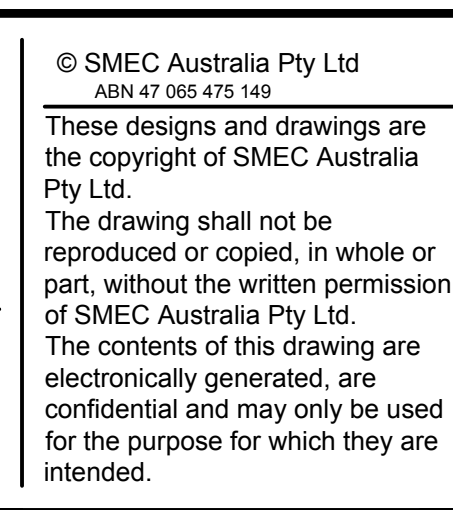 © SMEC Australia Pty Ltd
ABN 47 065 475 149
These designs and drawings are
the copyright of SMEC Australia
Pty Ltd.
The drawing shall not be
reproduced or copied, in whole or
part, without the written permission
of SMEC Australia Pty Ltd.
The contents of this drawing are
electronically generated, are
confidential and may only be used
for the purpose for which they are
intended.